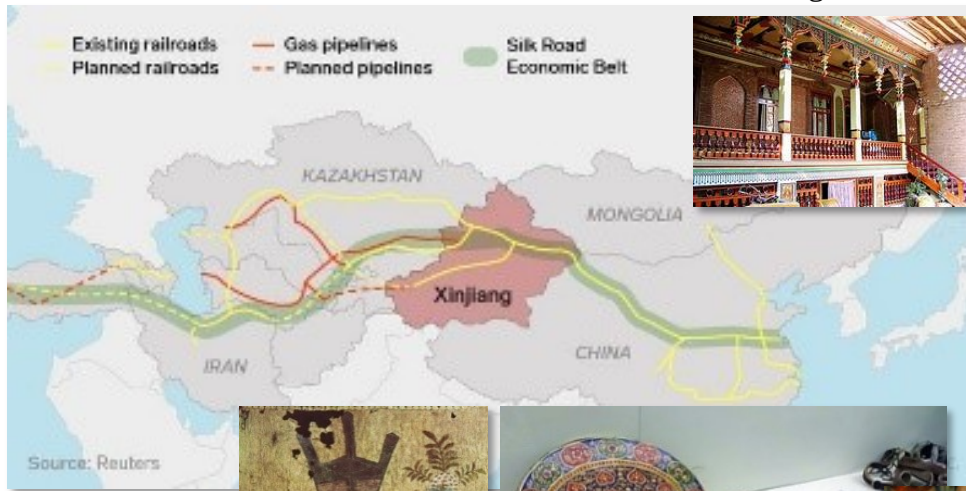 Existing railroads
Planned railroads
Gas pipelines
Planned pipelines
Silk Road
Economic Belt
KAZAKHSTAN
MONGOLIA
Xinjiang
CHINA
IRAN
Source: Reuters